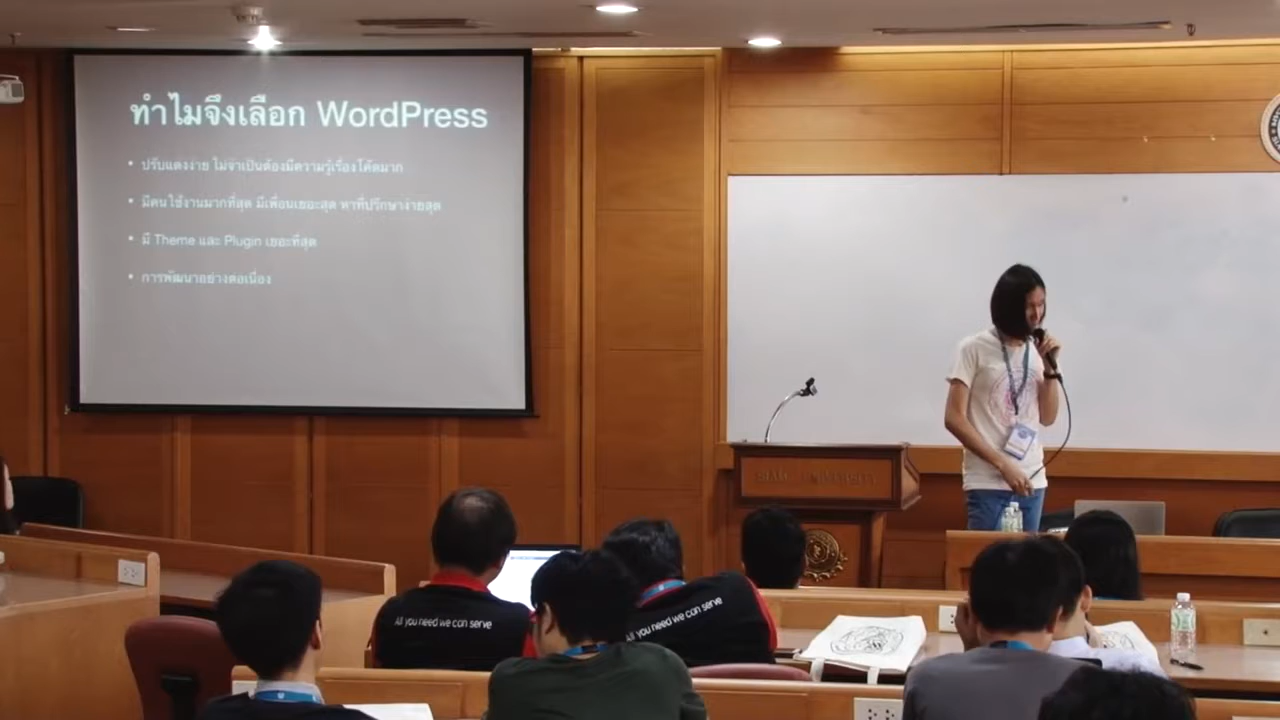 ทำไมจึงเลือก WordPress
• ปรับแต่งง่าย ไม่จำเป็นต้องมีความรู้เรื่องโค้ดมาก
• มีคนใช้งานมากที่สุด มีเพื่อนเยอะสุด หาที่ปรึกษาง่ายสุด
• มี Theme และ Plugin เยอะที่สุด
• การพัฒนาอย่างต่อเนื่อง
SIAM UNIVERSITY
All you need we can serve
All you need we can serve